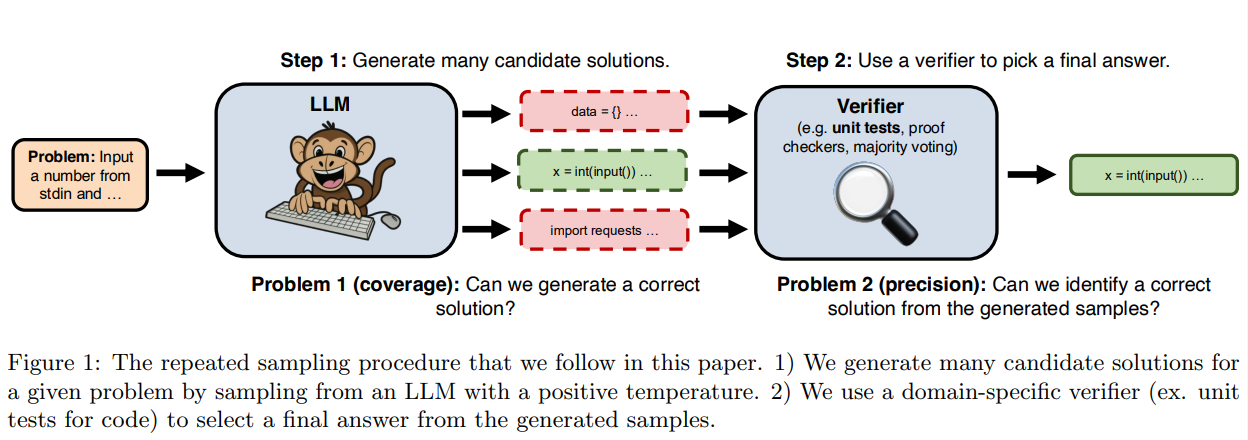 Step 1: Generate many candidate solutions.
Step 2: Use a verifier to pick a final answer.
Problem: Input
a number from
stdin and …
LLM
data = {} …
x = int(input()) …
import requests …
Verifier
(e.g. unit tests, proof
checkers, majority voting)
x = int(input()) …
Problem 1 (coverage): Can we generate a correct
solution?
Problem 2 (precision): Can we identify a correct
solution from the generated samples?
Figure 1: The repeated sampling procedure that we follow in this paper. 1) We generate many candidate solutions for
a given problem by sampling from an LLM with a positive temperature. 2) We use a domain-specific verifier (ex. unit
tests for code) to select a final answer from the generated samples.